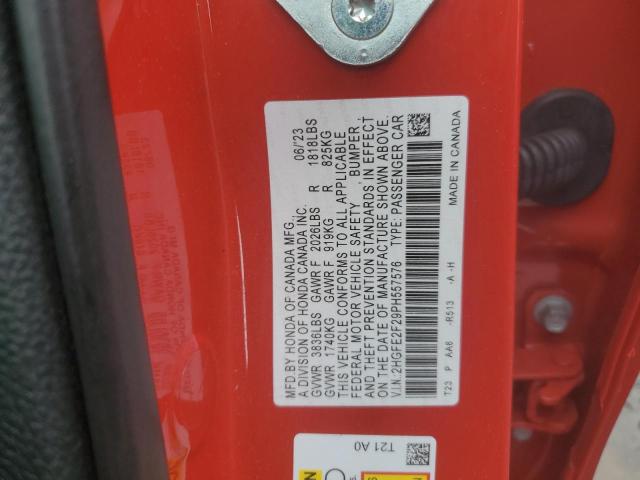 MFD. BY HONDA OF CANADA MFG., 06/23
A DIVISION OF HONDA CANADA INC.
GVWR 3836LBS GAWR F 2026LBS R 1818LBS
GVWR 1740KG GAWR F 919KG R 825KG
THIS VEHICLE CONFORMS TO ALL APPLICABLE
FEDERAL MOTOR VEHICLE SAFETY , BUMPER ,
AND THEFT PREVENTION STANDARDS IN EFFECT
ON THE DATE OF MANUFACTURE SHOWN ABOVE.
V.I.N.:2HGFE2F29PH557576 TYPE: PASSENGER CAR
T23 P AA6 -R513 -A -H MADE IN CANADA
T21 A0